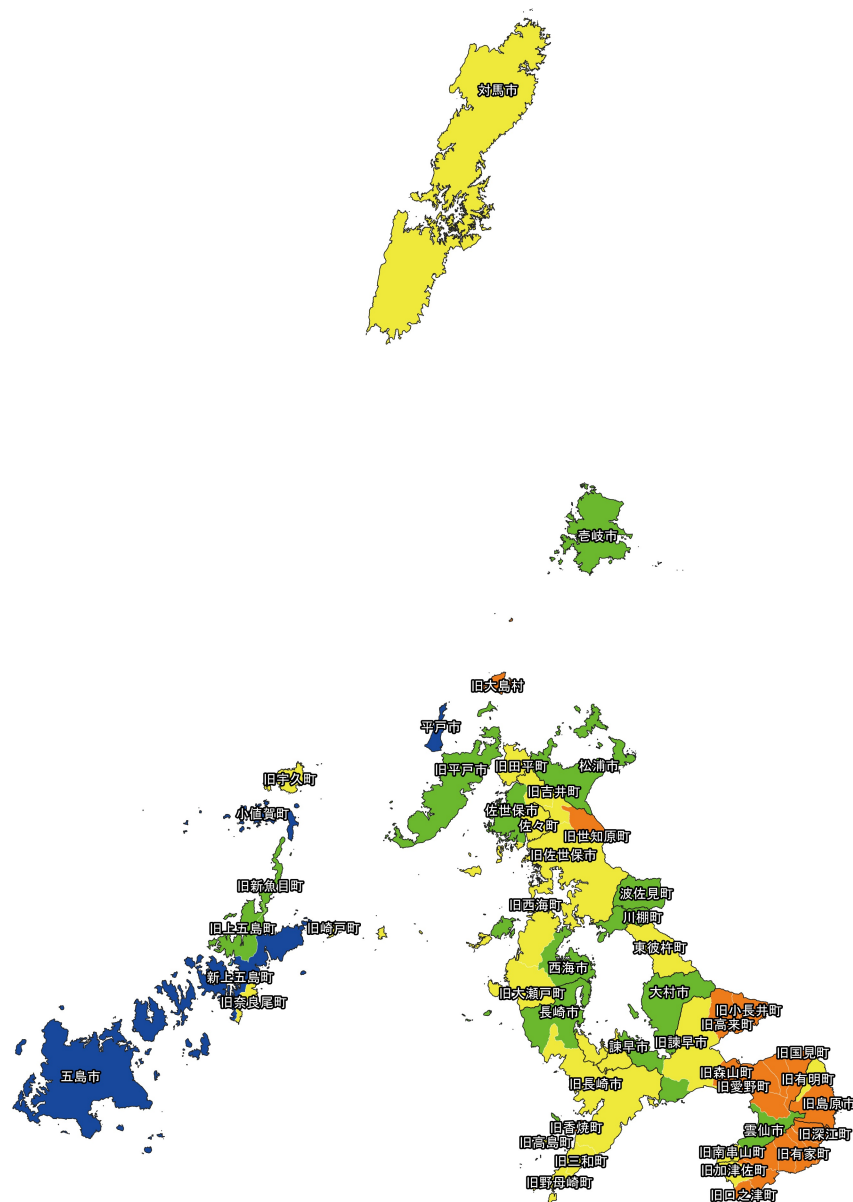 対馬市
壱岐市
旧大島村
平戸市
旧平戸市
旧田平町
松浦市
旧宇久町
旧吉井町
小値賀町
佐世保市
佐々町
旧世知原町
旧佐世保市
旧新魚目町
波佐見町
旧西海町
川棚町
旧上五島町
旧崎戸町
東彼杵町
西海市
新上五島町
旧大瀬戸町
大村市
旧奈良尾町
長崎市
旧小長井町
旧高来町
諫早市
旧諫早市
旧国見町
五島市
旧長崎市
旧森山町
旧愛野町
旧有明町
旧島原市
旧香焼町
雲仙市
旧深江町
旧高島町
旧三和町
旧南串山町
旧有家町
旧加津佐町
旧野母崎町
旧口之津町